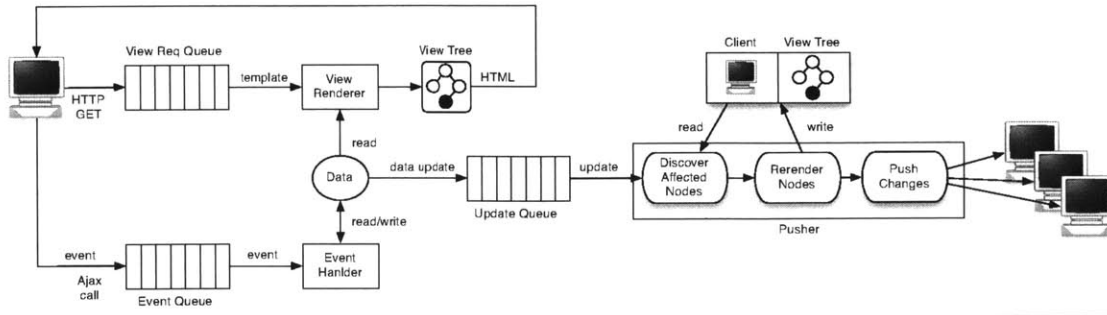 View Req Queue
HTTP
GET
template
View
Renderer
View Tree
HTML
read
Data
data update
Update Queue
update
read/write
event
Ajax
call
Event Queue
event
Event
Hanlder
Client
View Tree
read
write
Discover
Affected
Nodes
Rerender
Nodes
Push
Changes
Pusher